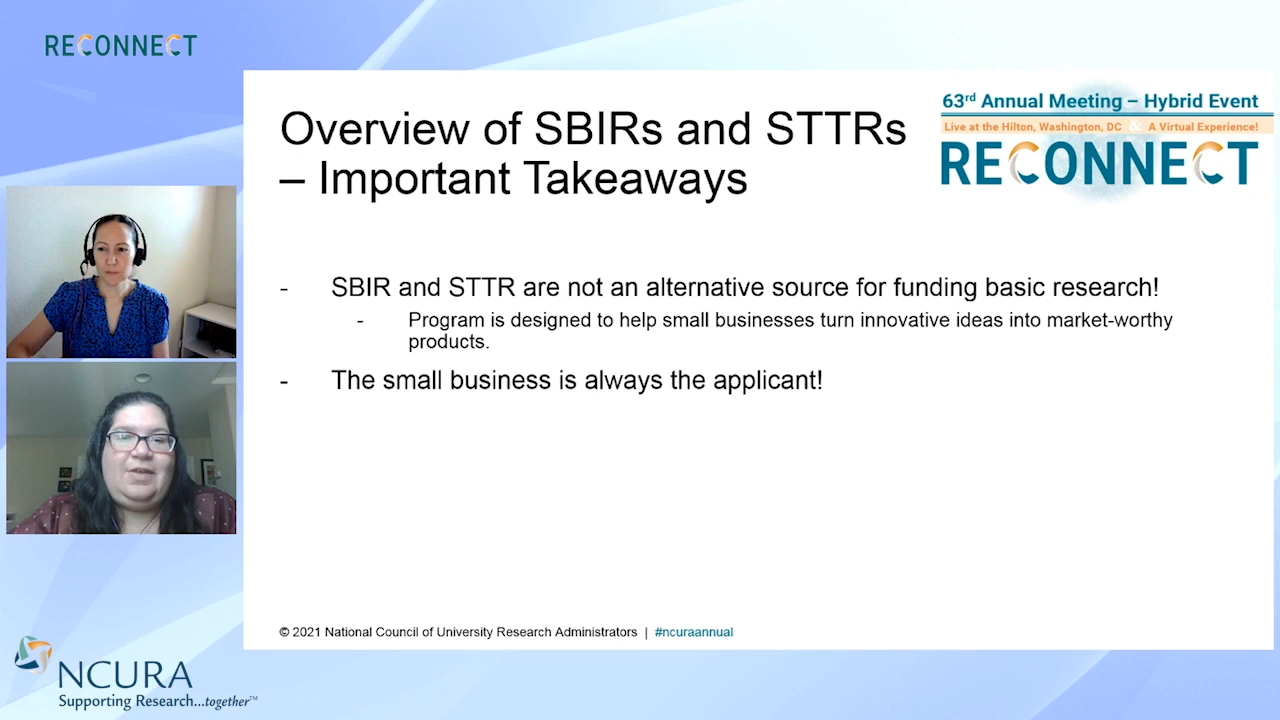 RECONNECT
63rd Annual Meeting – Hybrid Event
Live at the Hilton, Washington, DC & A Virtual Experience!
RECONNECT
Overview of SBIRs and STTRs
– Important Takeaways
- SBIR and STTR are not an alternative source for funding basic research!
- Program is designed to help small businesses turn innovative ideas into market-worthy
products.
- The small business is always the applicant!
© 2021 National Council of University Research Administrators | #ncuraannual
NCURA
Supporting Research...together™